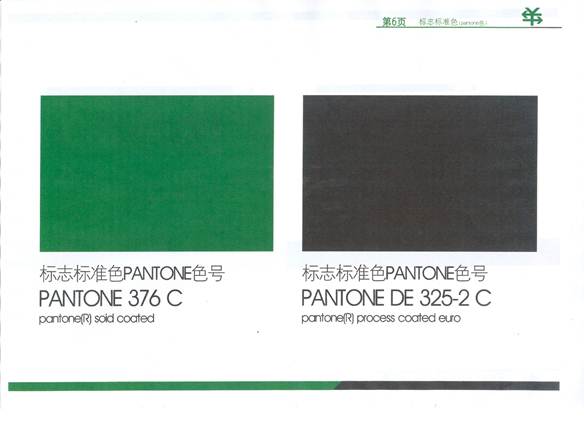 第6页 标志标准色(pantone色)
标志标准色PANTONE色号
PANTONE 376 C
pantone(R) soid coated
标志标准色PANTONE色号
PANTONE DE 325-2 C
pantone(R) process coated euro